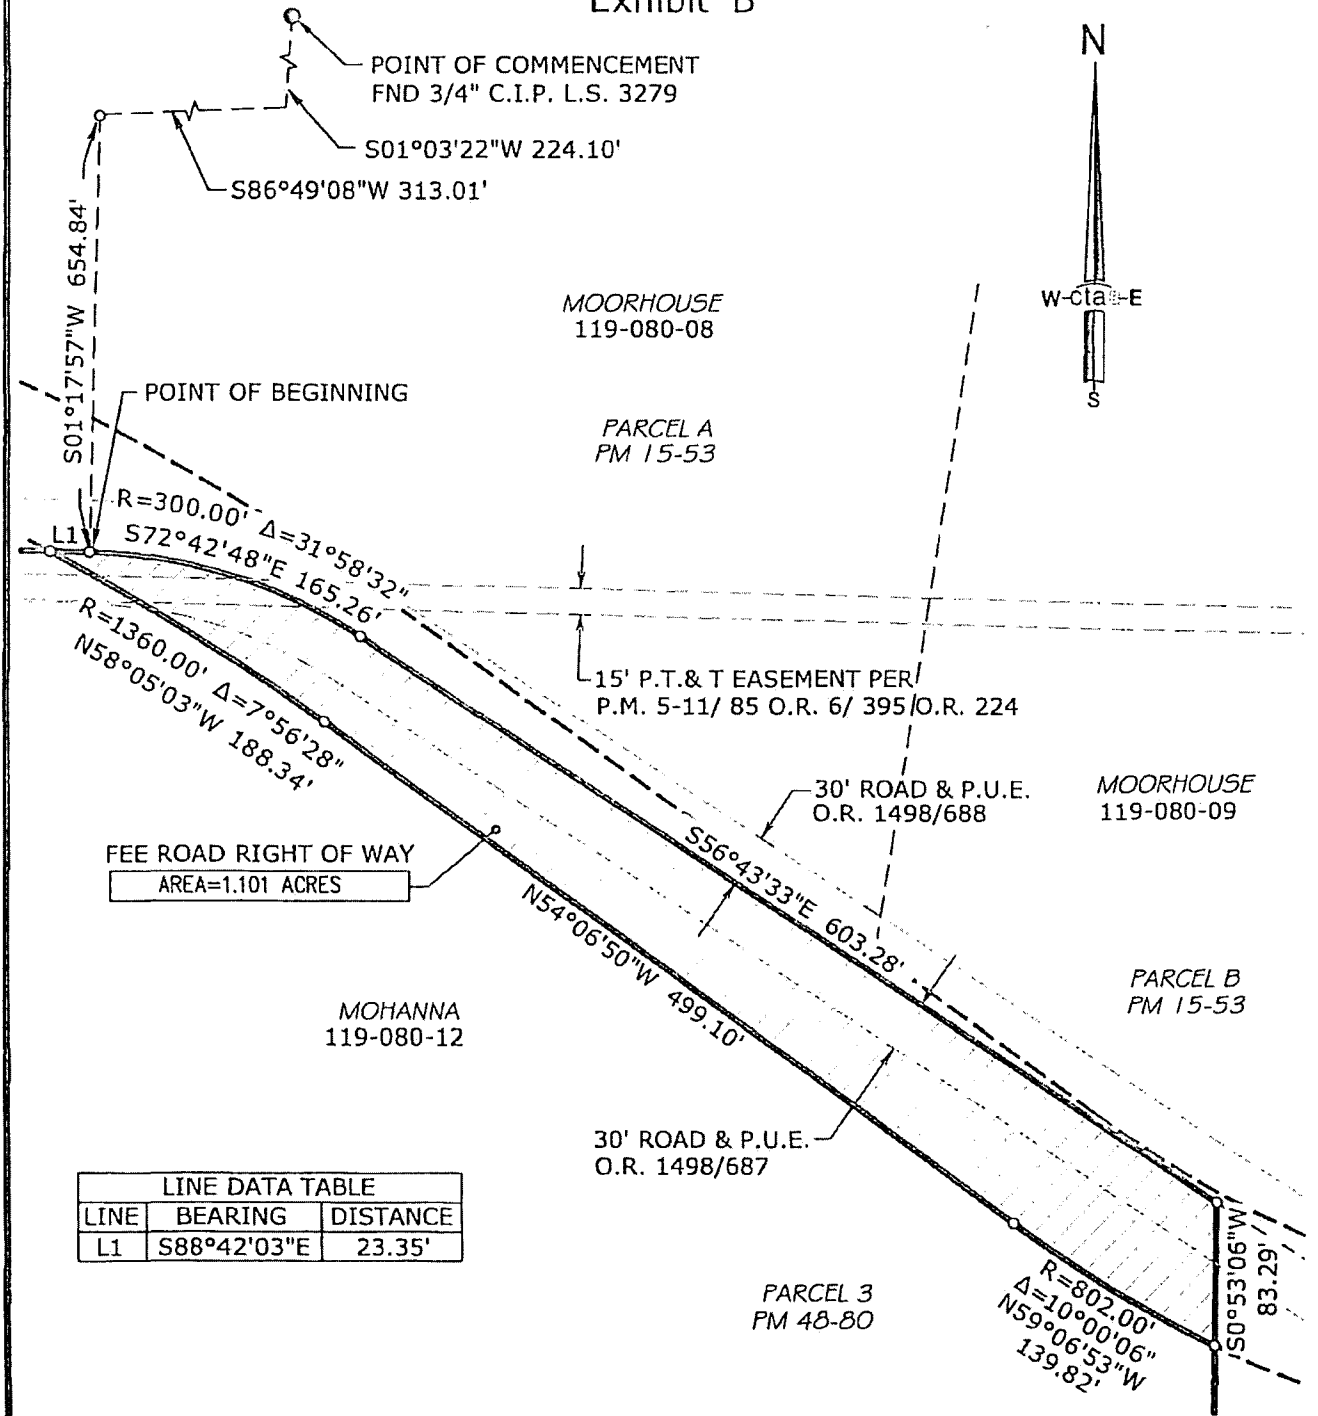 Exhibit "B"
N
POINT OF COMMENCEMENT
FND 3/4" C.I.P. L.S. 3279
S01°03'22"W 224.10'
S86°49'08"W 313.01'
S01°17'57"W 654.84'
W-cta-E
S
MOORHOUSE
119-080-08
POINT OF BEGINNING
PARCEL A
PM 15-53
L1
R=300.00' Δ=31°58'32"
S72°42'48"E 165.26'
R=1360.00' Δ=7°56'28"
N58°05'03"W 188.34'
15' P.T.& T EASEMENT PER
P.M. 5-11/ 85 O.R. 6/ 395/O.R. 224
30' ROAD & P.U.E.
O.R. 1498/688
MOORHOUSE
119-080-09
FEE ROAD RIGHT OF WAY
AREA=1.101 ACRES
S56°43'33"E 603.28'
N54°06'50"W 499.10'
PARCEL B
PM 15-53
MOHANNA
119-080-12
30' ROAD & P.U.E.
O.R. 1498/687
LINE DATA TABLE
LINE BEARING DISTANCE
L1 S88°42'03"E 23.35'
PARCEL 3
PM 48-80
R=802.00'
Δ=10°00'06"
N59°06'53"W
139.82'
S0°53'06"W
83.29'